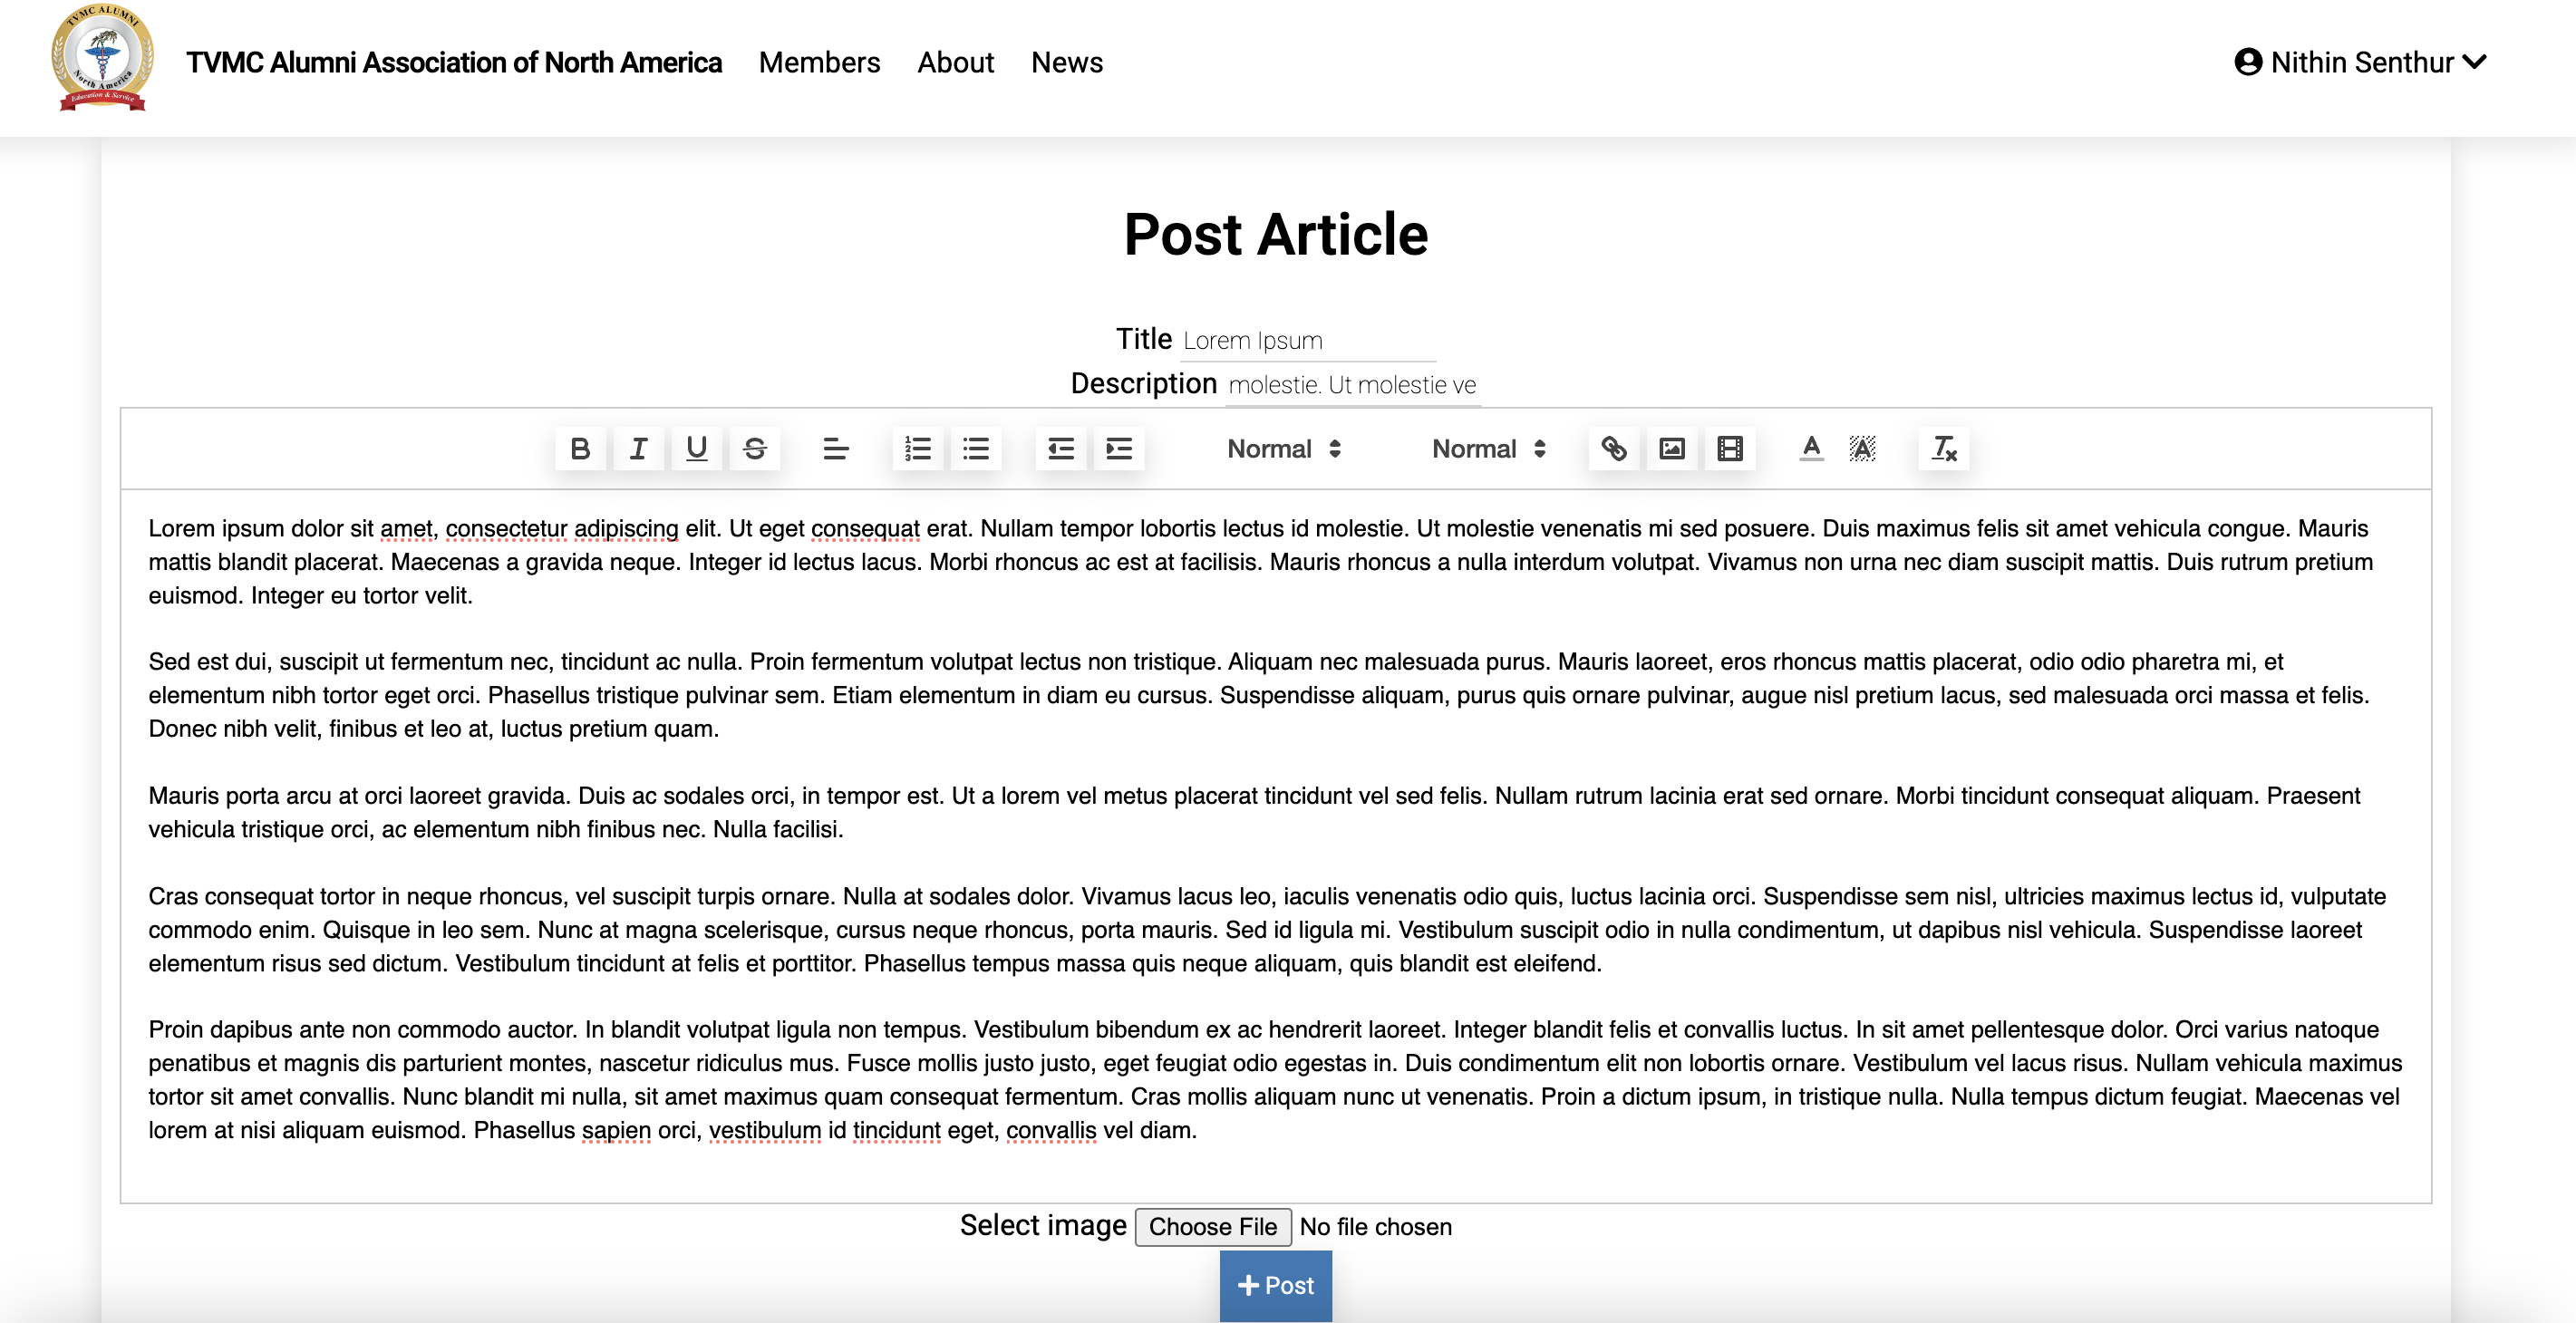 TVMC ALUMNI
North America
Education & Service
TVMC Alumni Association of North America
Members
About
News
Nithin Senthur
Post Article
Title Lorem Ipsum
Description molestie. Ut molestie ve
Normal
Normal
Lorem ipsum dolor sit amet, consectetur adipiscing elit. Ut eget consequat erat. Nullam tempor lobortis lectus id molestie. Ut molestie venenatis mi sed posuere. Duis maximus felis sit amet vehicula congue. Mauris
mattis blandit placerat. Maecenas a gravida neque. Integer id lectus lacus. Morbi rhoncus ac est at facilisis. Mauris rhoncus a nulla interdum volutpat. Vivamus non urna nec diam suscipit mattis. Duis rutrum pretium
euismod. Integer eu tortor velit.
Sed est dui, suscipit ut fermentum nec, tincidunt ac nulla. Proin fermentum volutpat lectus non tristique. Aliquam nec malesuada purus. Mauris laoreet, eros rhoncus mattis placerat, odio odio pharetra mi, et
elementum nibh tortor eget orci. Phasellus tristique pulvinar sem. Etiam elementum in diam eu cursus. Suspendisse aliquam, purus quis ornare pulvinar, augue nisl pretium lacus, sed malesuada orci massa et felis.
Donec nibh velit, finibus et leo at, luctus pretium quam.
Mauris porta arcu at orci laoreet gravida. Duis ac sodales orci, in tempor est. Ut a lorem vel metus placerat tincidunt vel sed felis. Nullam rutrum lacinia erat sed ornare. Morbi tincidunt consequat aliquam. Praesent
vehicula tristique orci, ac elementum nibh finibus nec. Nulla facilisi.
Cras consequat tortor in neque rhoncus, vel suscipit turpis ornare. Nulla at sodales dolor. Vivamus lacus leo, iaculis venenatis odio quis, luctus lacinia orci. Suspendisse sem nisl, ultricies maximus lectus id, vulputate
commodo enim. Quisque in leo sem. Nunc at magna scelerisque, cursus neque rhoncus, porta mauris. Sed id ligula mi. Vestibulum suscipit odio in nulla condimentum, ut dapibus nisl vehicula. Suspendisse laoreet
elementum risus sed dictum. Vestibulum tincidunt at felis et porttitor. Phasellus tempus massa quis neque aliquam, quis blandit est eleifend.
Proin dapibus ante non commodo auctor. In blandit volutpat ligula non tempus. Vestibulum bibendum ex ac hendrerit laoreet. Integer blandit felis et convallis luctus. In sit amet pellentesque dolor. Orci varius natoque
penatibus et magnis dis parturient montes, nascetur ridiculus mus. Fusce mollis justo justo, eget feugiat odio egestas in. Duis condimentum elit non lobortis ornare. Vestibulum vel lacus risus. Nullam vehicula maximus
tortor sit amet convallis. Nunc blandit mi nulla, sit amet maximus quam consequat fermentum. Cras mollis aliquam nunc ut venenatis. Proin a dictum ipsum, in tristique nulla. Nulla tempus dictum feugiat. Maecenas vel
lorem at nisi aliquam euismod. Phasellus sapien orci, vestibulum id tincidunt eget, convallis vel diam.
Select image Choose File No file chosen
+ Post